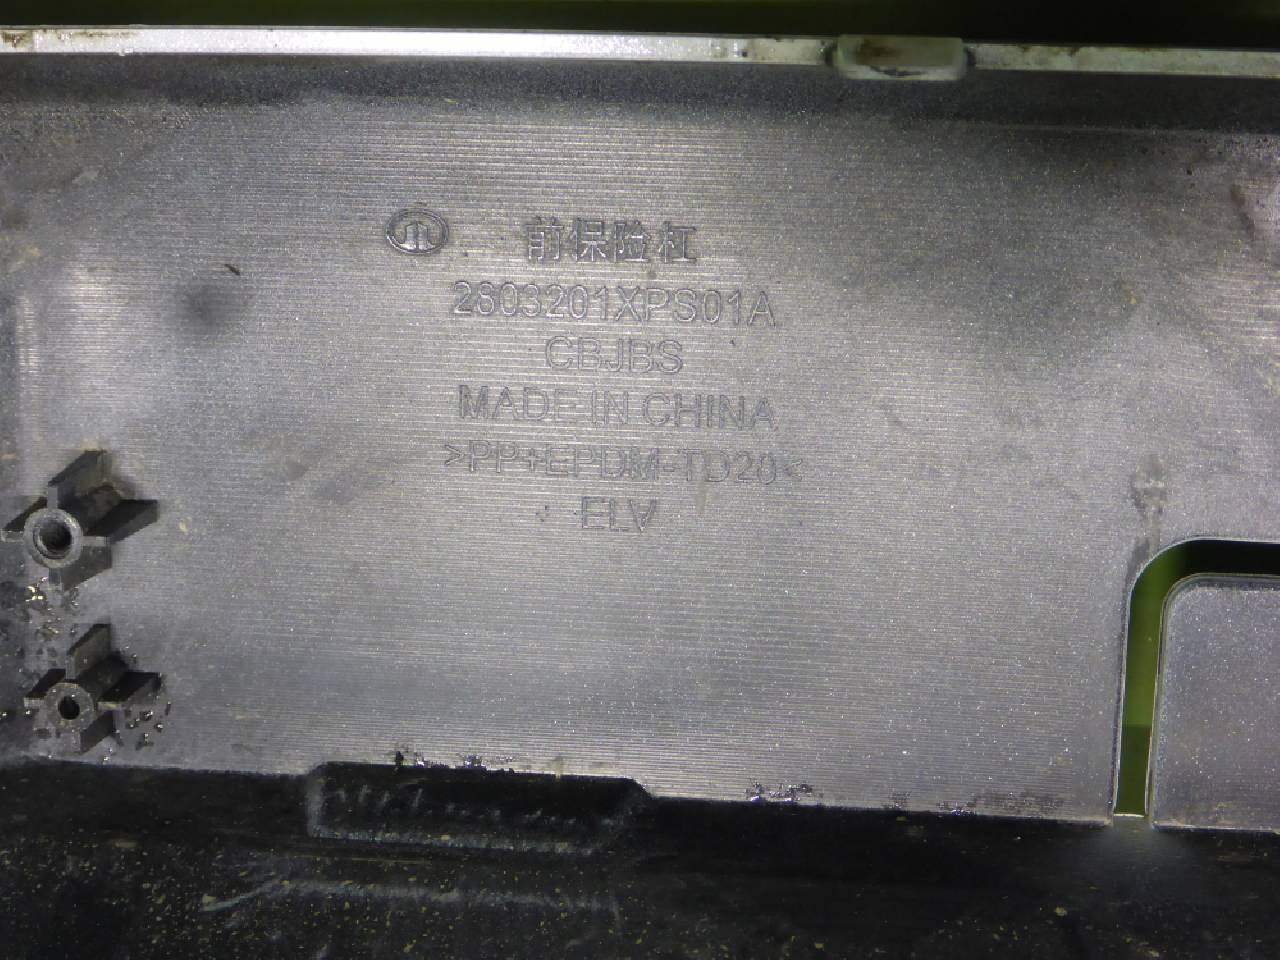 前保险杠
2803201XPS01A
CBJBS
MADE IN CHINA
>PP+EPDM-TD20<
ELV